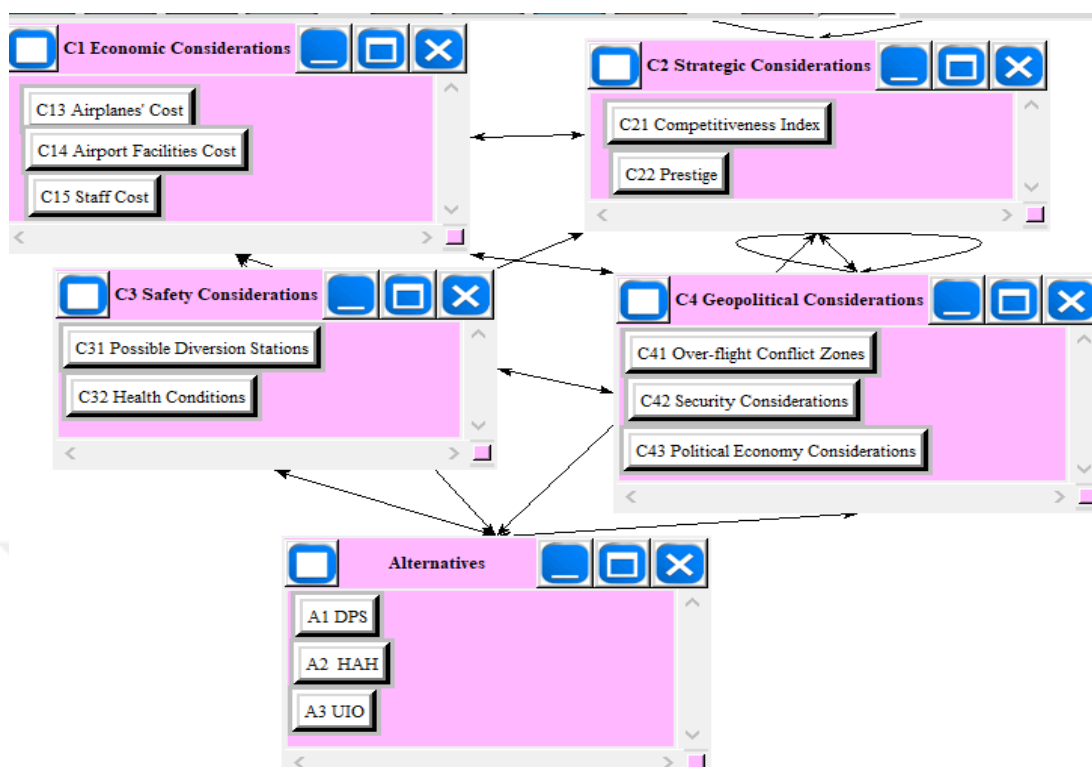 C1 Economic Considerations
C13 Airplanes' Cost
C14 Airport Facilities Cost
C15 Staff Cost
C2 Strategic Considerations
C21 Competitiveness Index
C22 Prestige
C3 Safety Considerations
C31 Possible Diversion Stations
C32 Health Conditions
C4 Geopolitical Considerations
C41 Over-flight Conflict Zones
C42 Security Considerations
C43 Political Economy Considerations
Alternatives
A1 DPS
A2 HAH
A3 UIO